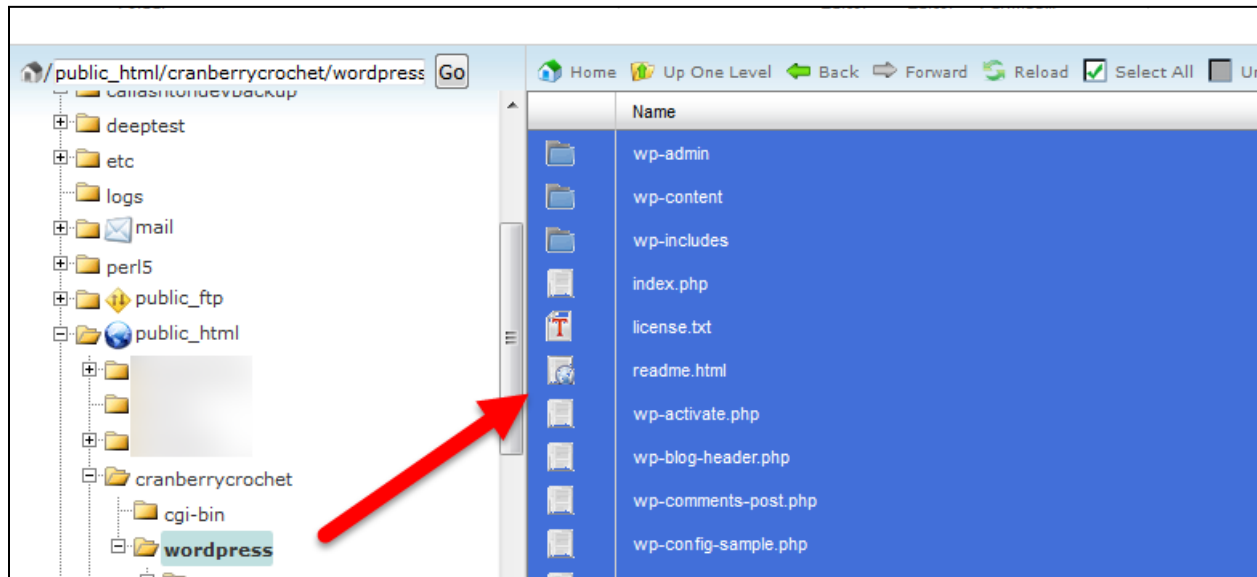 / public_html/cranberrycrochet/wordpress Go
Home Up One Level Back Forward Reload Select All
callashtondevbackup
deeptest
etc
logs
mail
perl5
public_ftp
public_html
cranberrycrochet
cgi-bin
wordpress
Name
wp-admin
wp-content
wp-includes
index.php
license.txt
readme.html
wp-activate.php
wp-blog-header.php
wp-comments-post.php
wp-config-sample.php